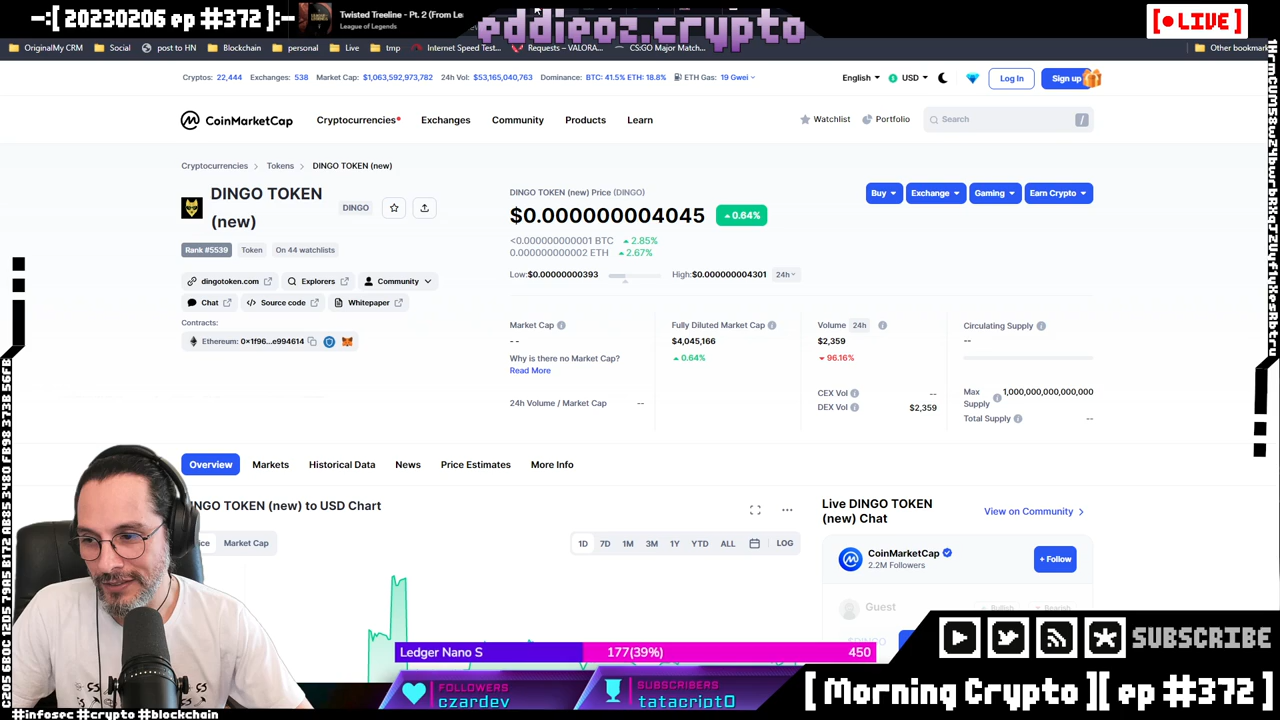 -:[ 20230206 ep #372]:-
Twisted Treeline - Pt. 2 (From Le
League of Legends
eddieoz.crypto
[ LIVE ]
OriginalMy CRM
Social
post to HN
Blockchain
personal
Live
tmp
Internet Speed Test...
Requests – VALORA...
CS:GO Major Match...
Other bookmark
Cryptos: 22,444 Exchanges: 538 Market Cap: $1,063,592,973,782 24h Vol: $53,165,040,763 Dominance: BTC: 41.5% ETH: 18.8% ETH Gas: 19 Gwei
English USD Log In Sign up
CoinMarketCap Cryptocurrencies Exchanges Community Products Learn
Watchlist Portfolio Search /
Cryptocurrencies > Tokens > DINGO TOKEN (new)
DINGO TOKEN
(new)
DINGO
Rank #5539 Token On 44 watchlists
dingotoken.com Explorers Community
Chat Source code Whitepaper
Contracts:
Ethereum: 0x1f96...e994614
DINGO TOKEN (new) Price (DINGO)
$0.000000004045 0.64%
<0.000000000001 BTC 2.85%
0.000000000002 ETH 2.67%
Low:$0.00000000393 High:$0.000000004301 24h
Buy Exchange Gaming Earn Crypto
Market Cap
--
Why is there no Market Cap?
Read More
24h Volume / Market Cap --
Fully Diluted Market Cap
$4,045,166
0.64%
Volume 24h
$2,359
96.16%
CEX Vol --
DEX Vol $2,359
Circulating Supply
--
Max
Supply
1,000,000,000,000,000
Total Supply --
Overview Markets Historical Data News Price Estimates More Info
NGO TOKEN (new) to USD Chart
ice Market Cap
1D 7D 1M 3M 1Y YTD ALL LOG
Live DINGO TOKEN
(new) Chat
View on Community >
CoinMarketCap
2.2M Followers
+ Follow
Guest
Bullish Bearish
$DINGO
Ledger Nano S 177(39%) 450
FOLLOWERS
czardev
SUBSCRIBERS
tatacript0
SUBSCRIBE
[ Morning Crypto ][ ep #372 ]
#infosec #crypto #blockchain